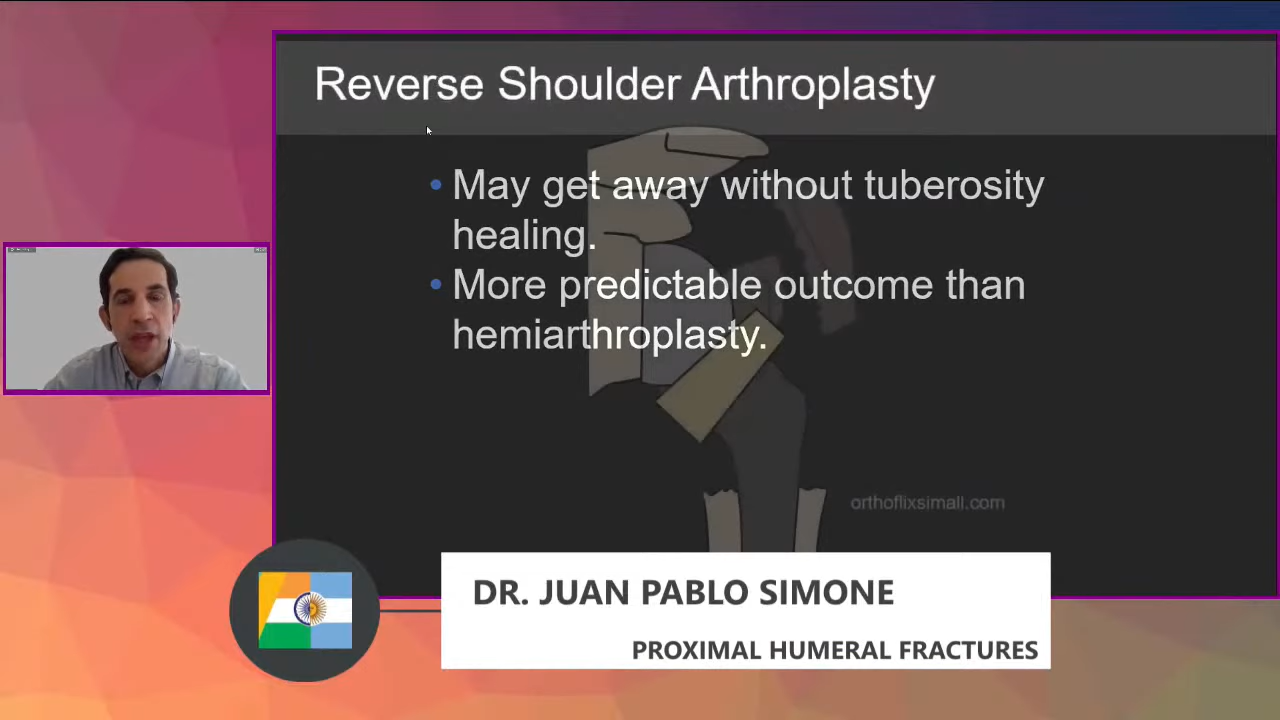 Reverse Shoulder Arthroplasty
• May get away without tuberosity
healing.
• More predictable outcome than
hemiarthroplasty.
orthoflixsimall.com
DR. JUAN PABLO SIMONE
PROXIMAL HUMERAL FRACTURES